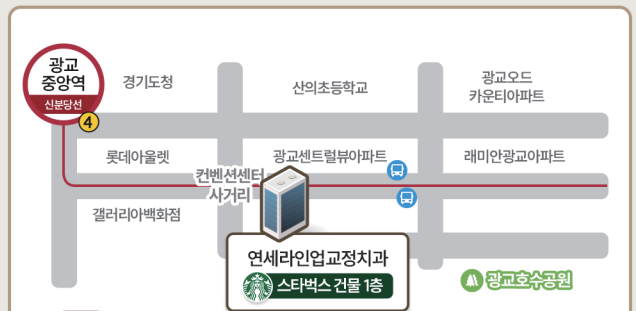 광교
중앙역
신분당선
4
경기도청
산의초등학교
광교오드
카운티아파트
롯데아울렛
광교센트럴뷰아파트
래미안광교아파트
컨벤션센터
사거리
갤러리아백화점
연세라인업교정치과
스타벅스 건물 1층
광교호수공원